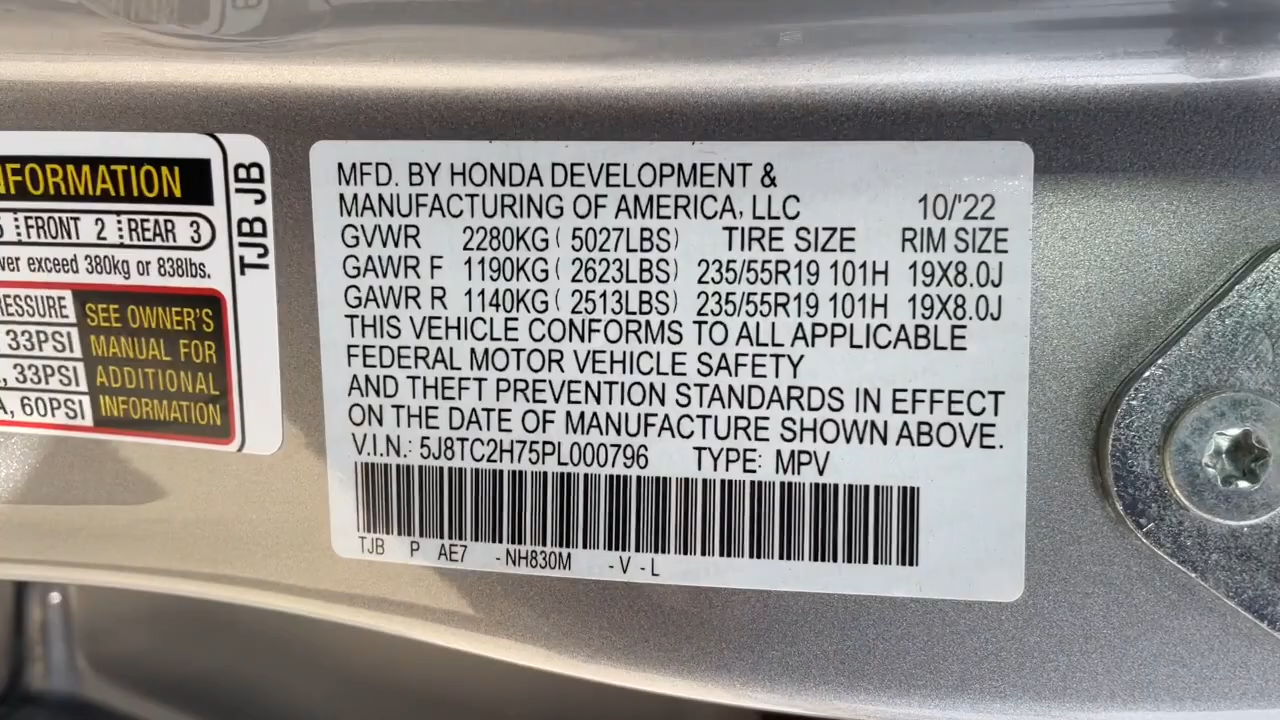 NFORMATION
FRONT 2 REAR 3
ver exceed 380kg or 838lbs.
RESSURE
33PSI
33PSI
A, 60PSI
SEE OWNER'S
MANUAL FOR
ADDITIONAL
INFORMATION
TJB JB
MFD. BY HONDA DEVELOPMENT &
MANUFACTURING OF AMERICA, LLC 10/'22
GVWR 2280KG ( 5027LBS) TIRE SIZE RIM SIZE
GAWR F 1190KG ( 2623LBS) 235/55R19 101H 19X8.0J
GAWR R 1140KG ( 2513LBS) 235/55R19 101H 19X8.0J
THIS VEHICLE CONFORMS TO ALL APPLICABLE
FEDERAL MOTOR VEHICLE SAFETY
AND THEFT PREVENTION STANDARDS IN EFFECT
ON THE DATE OF MANUFACTURE SHOWN ABOVE.
V.I.N.: 5J8TC2H75PL000796 TYPE: MPV
TJB P AE7 -NH830M -V -L